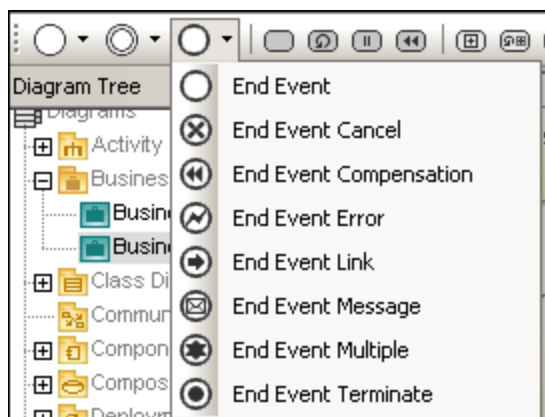 Diagram Tree
Diagrams
Activity
Busines
Busin
Busin
Class Di
Commun
Compon
Compos
Deploym
End Event
End Event Cancel
End Event Compensation
End Event Error
End Event Link
End Event Message
End Event Multiple
End Event Terminate